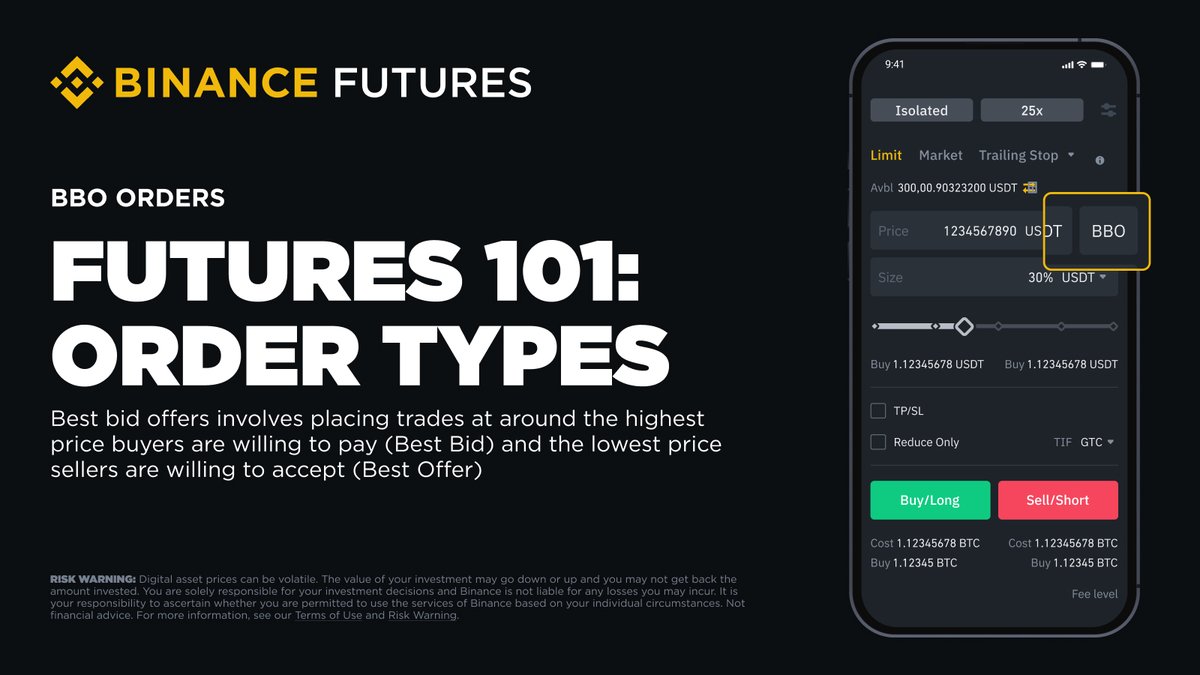 BINANCE FUTURES
BBO ORDERS
FUTURES 101:
ORDER TYPES
Best bid offers involves placing trades at around the highest
price buyers are willing to pay (Best Bid) and the lowest price
sellers are willing to accept (Best Offer)
RISK WARNING: Digital asset prices can be volatile. The value of your investment may go down or up and you may not get back the
amount invested. You are solely responsible for your investment decisions and Binance is not liable for any losses you may incur. It is
your responsibility to ascertain whether you are permitted to use the services of Binance based on your individual circumstances. Not
financial advice. For more information, see our Terms of Use and Risk Warning.
9:41
Isolated 25x
Limit Market Trailing Stop
Avbl 300,00.90323200 USDT
Price 1234567890 USDT BBO
Size 30% USDT
Buy 1.12345678 USDT Buy 1.12345678 USDT
TP/SL
Reduce Only TIF GTC
Buy/Long Sell/Short
Cost 1.12345678 BTC Cost 1.12345678 BTC
Buy 1.12345 BTC Buy 1.12345 BTC
Fee level